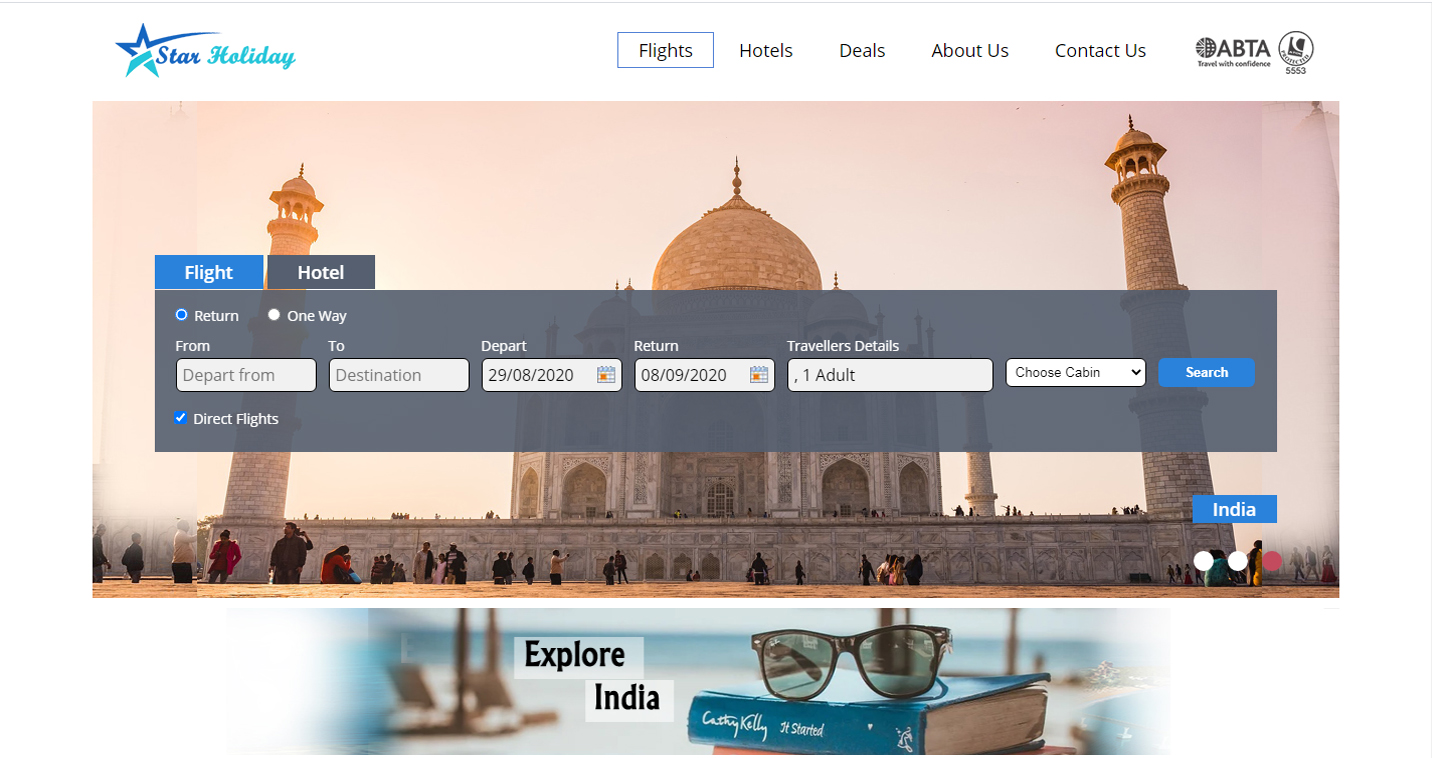 Star Holiday
Flights Hotels Deals About Us Contact Us
ABTA
Travel with confidence
PROTECTED
5553
Flight Hotel
Return One Way
From To Depart Return Travellers Details
Depart from Destination 29/08/2020 08/09/2020 , 1 Adult Choose Cabin Search
Direct Flights
India
Explore
India
Cathy Kelly It Started